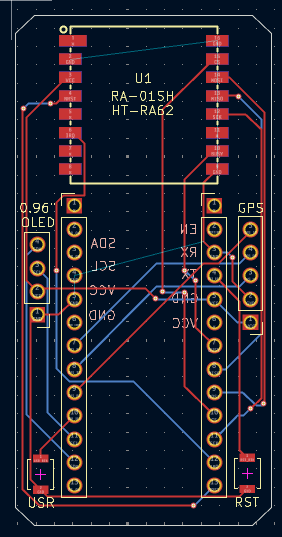 U1
RA-01SH
HT-RA62
0.96"
OLED
GPS
EN
SDA
RX
SCL
TX
VCC
GND
GND
VCC
USR
RST